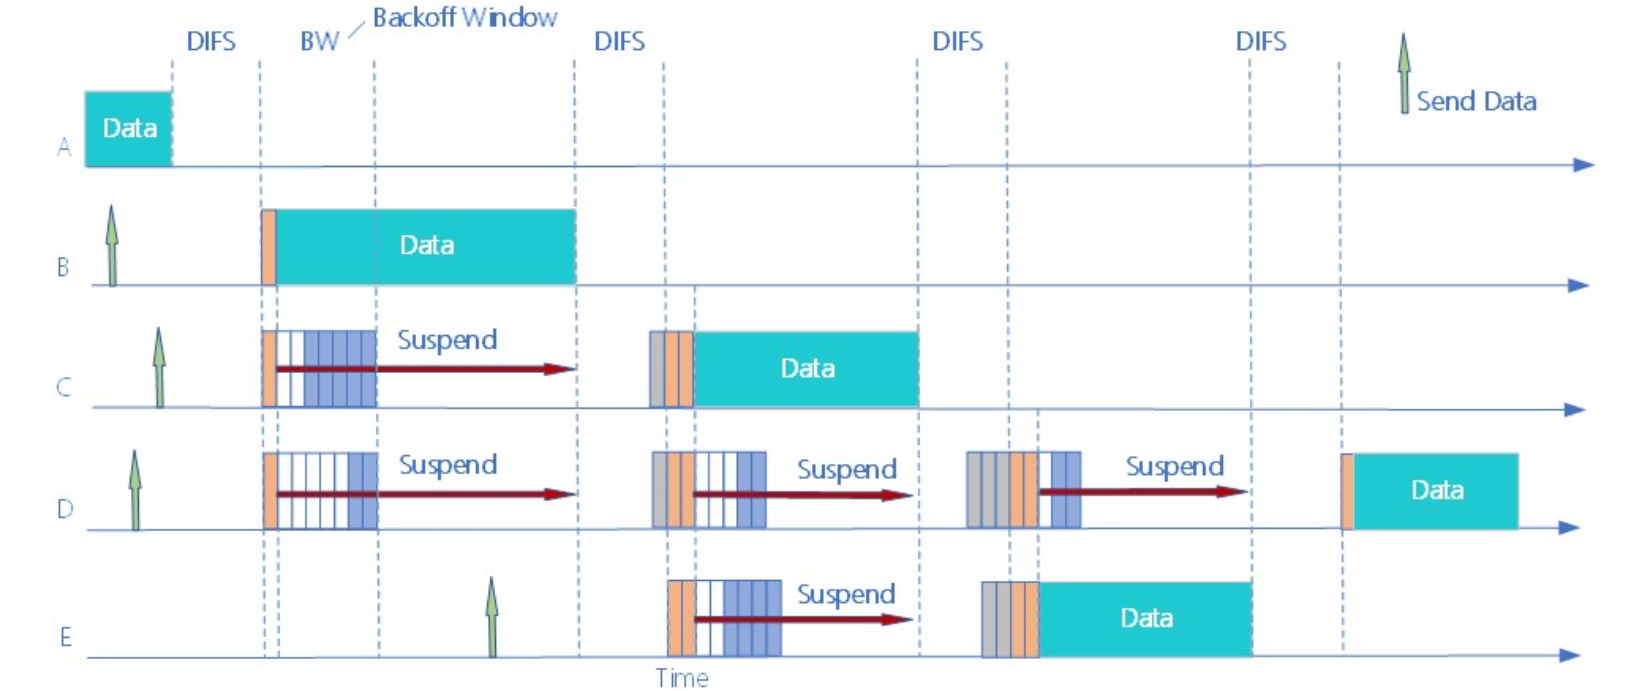 Backoff Window
DIFS BW DIFS DIFS DIFS
Send Data
Data
A
Data
B
Suspend
Data
C
Suspend Suspend Suspend
Data
D
Suspend
Data
E
Time